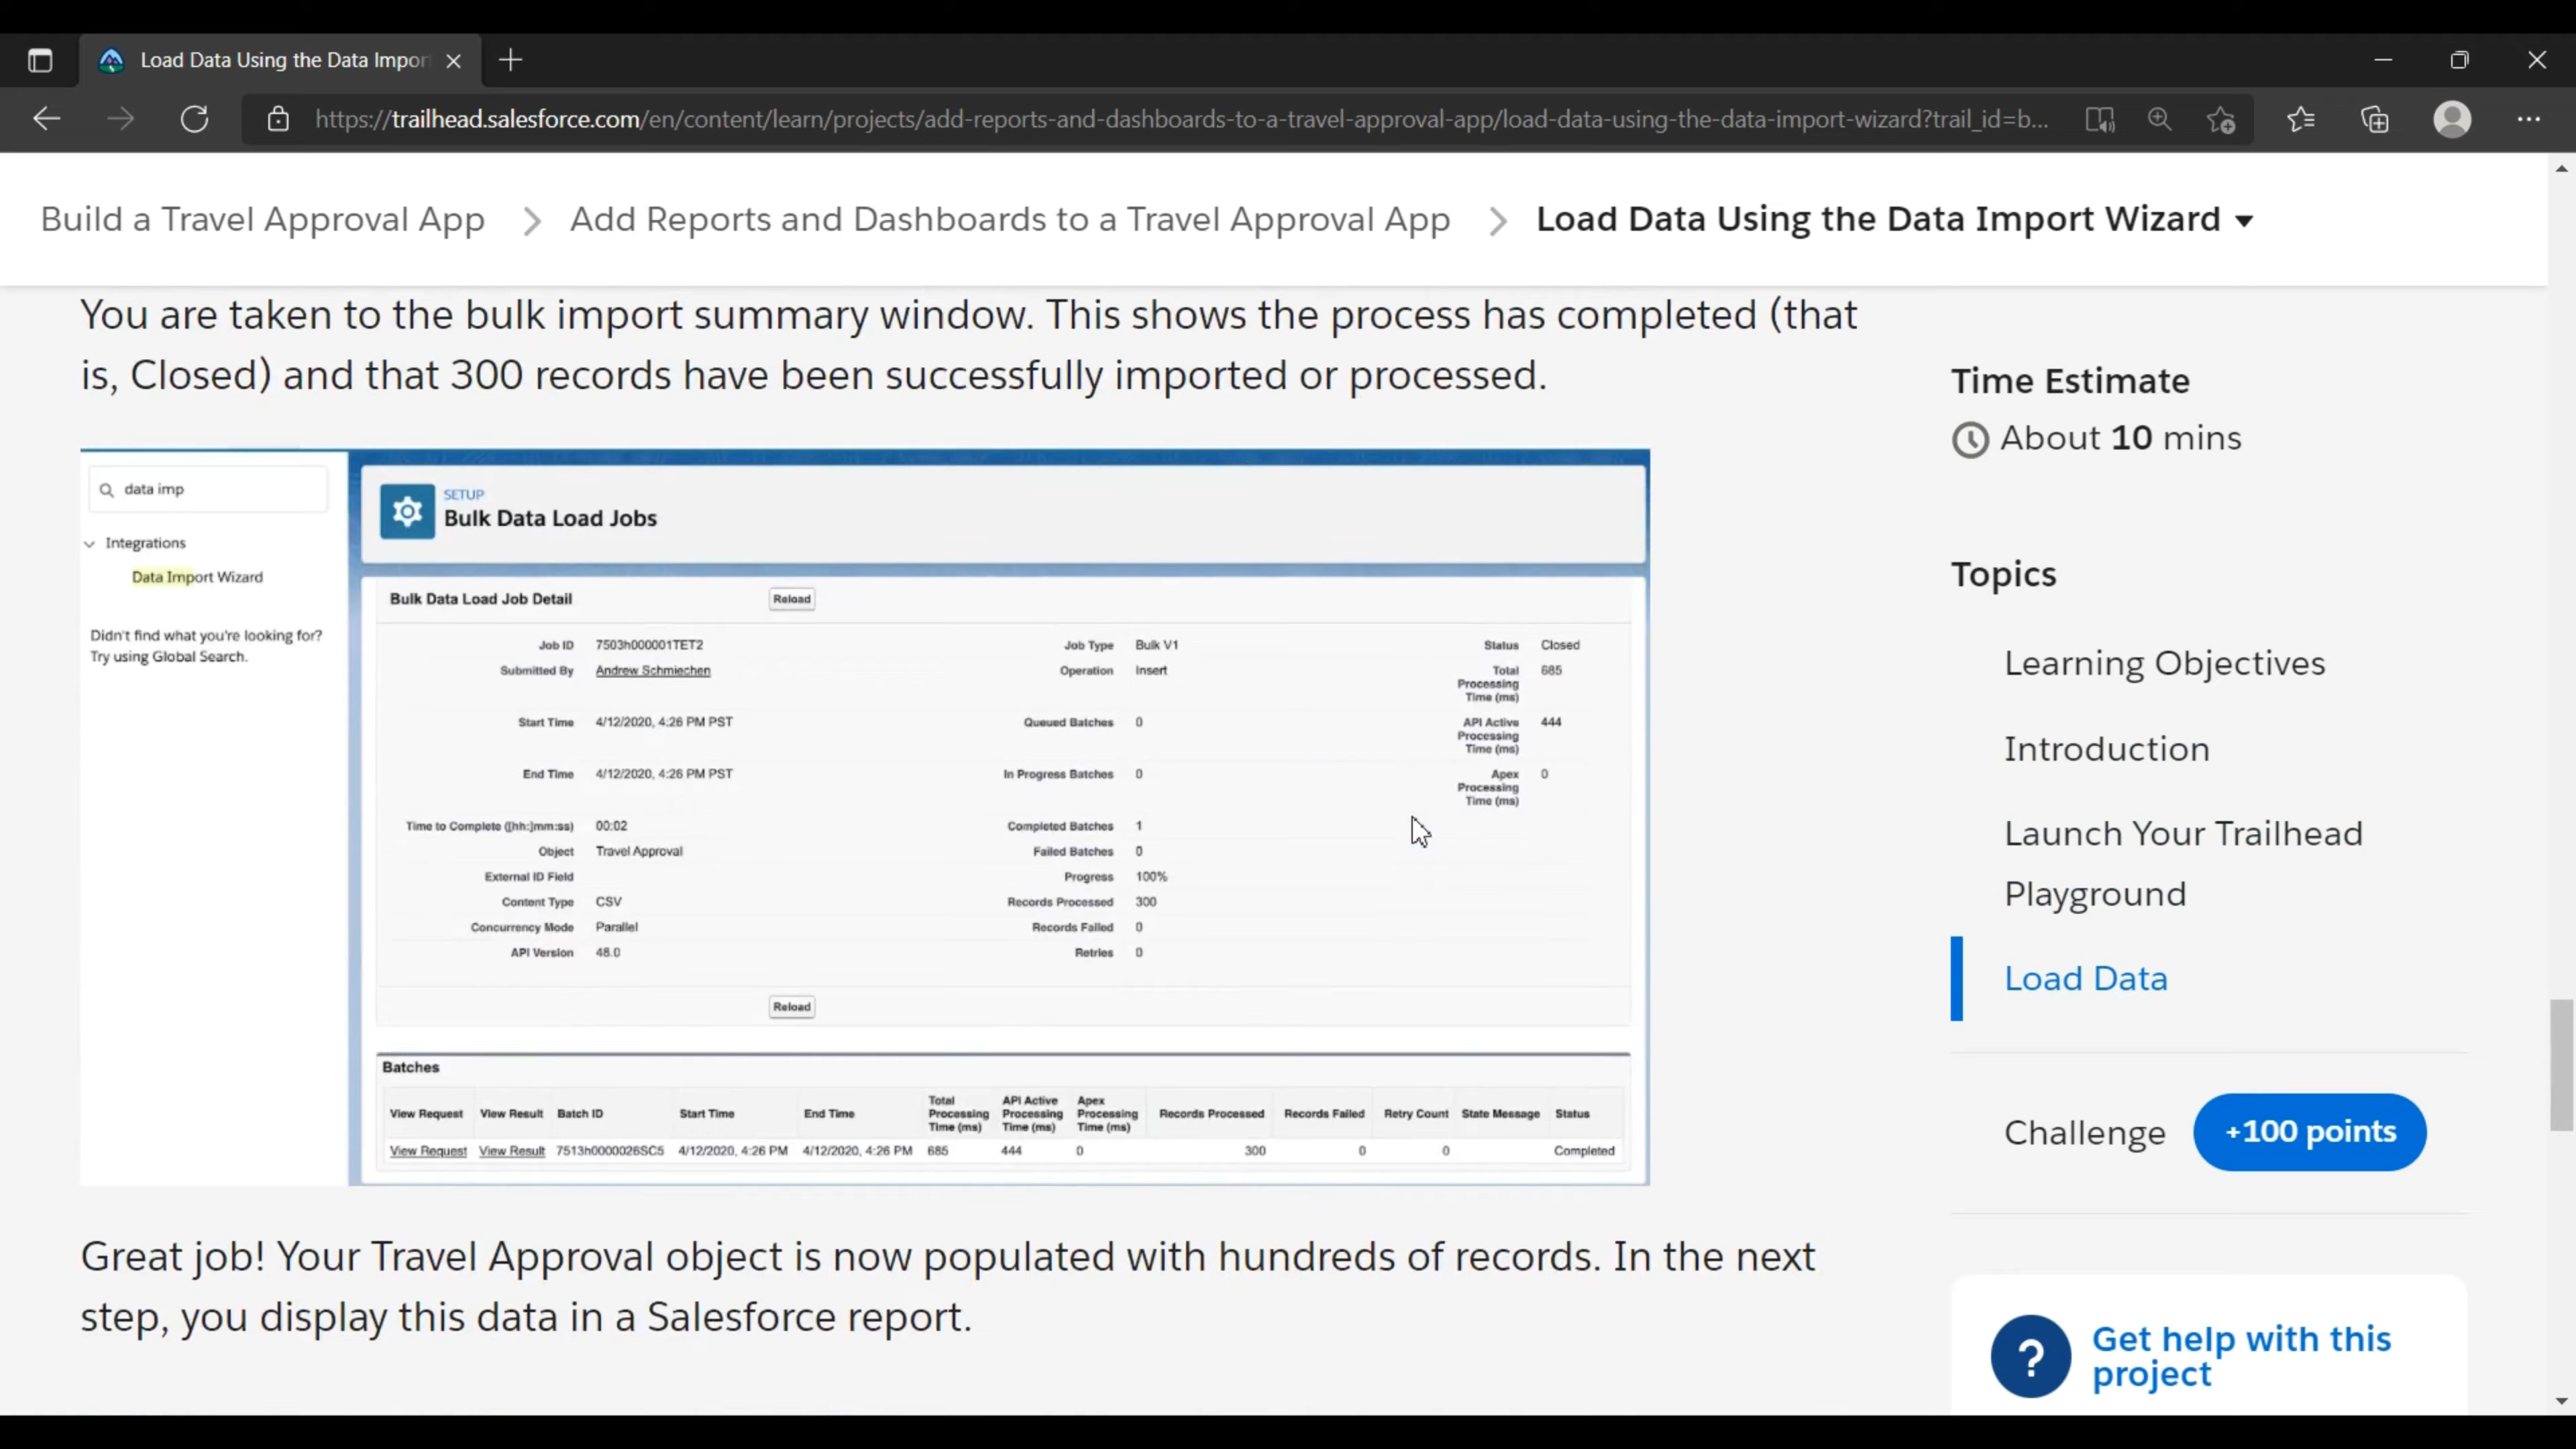 Load Data Using the Data Impor
https://trailhead.salesforce.com/en/content/learn/projects/add-reports-and-dashboards-to-a-travel-approval-app/load-data-using-the-data-import-wizard?trail_id=b...
Build a Travel Approval App > Add Reports and Dashboards to a Travel Approval App > Load Data Using the Data Import Wizard
You are taken to the bulk import summary window. This shows the process has completed (that
is, Closed) and that 300 records have been successfully imported or processed.
data imp
Integrations
Data Import Wizard
Didn't find what you're looking for?
Try using Global Search.
SETUP
Bulk Data Load Jobs
Bulk Data Load Job Detail Reload
Job ID 7503h000001TET2 Job Type Bulk V1 Status Closed
Submitted By Andrew Schmiechen Operation Insert Total 685
Processing
Time (ms)
Start Time 4/12/2020, 4:26 PM PST Queued Batches 0 API Active 444
Processing
Time (ms)
End Time 4/12/2020, 4:26 PM PST In Progress Batches 0 Apex 0
Processing
Time (ms)
Time to Complete ([hh:]mm:ss) 00:02 Completed Batches 1
Object Travel Approval Failed Batches 0
External ID Field Progress 100%
Content Type CSV Records Processed 300
Concurrency Mode Parallel Records Failed 0
API Version 48.0 Retries 0
Reload
Batches
View Request View Result Batch ID Start Time End Time Total Processing Time (ms) API Active Processing Time (ms) Apex Processing Time (ms) Records Processed Records Failed Retry Count State Message Status
View Request View Result 7513h0000026SC5 4/12/2020, 4:26 PM 4/12/2020, 4:26 PM 685 444 0 300 0 0 Completed
Great job! Your Travel Approval object is now populated with hundreds of records. In the next
step, you display this data in a Salesforce report.
Time Estimate
About 10 mins
Topics
Learning Objectives
Introduction
Launch Your Trailhead
Playground
Load Data
Challenge +100 points
? Get help with this
project